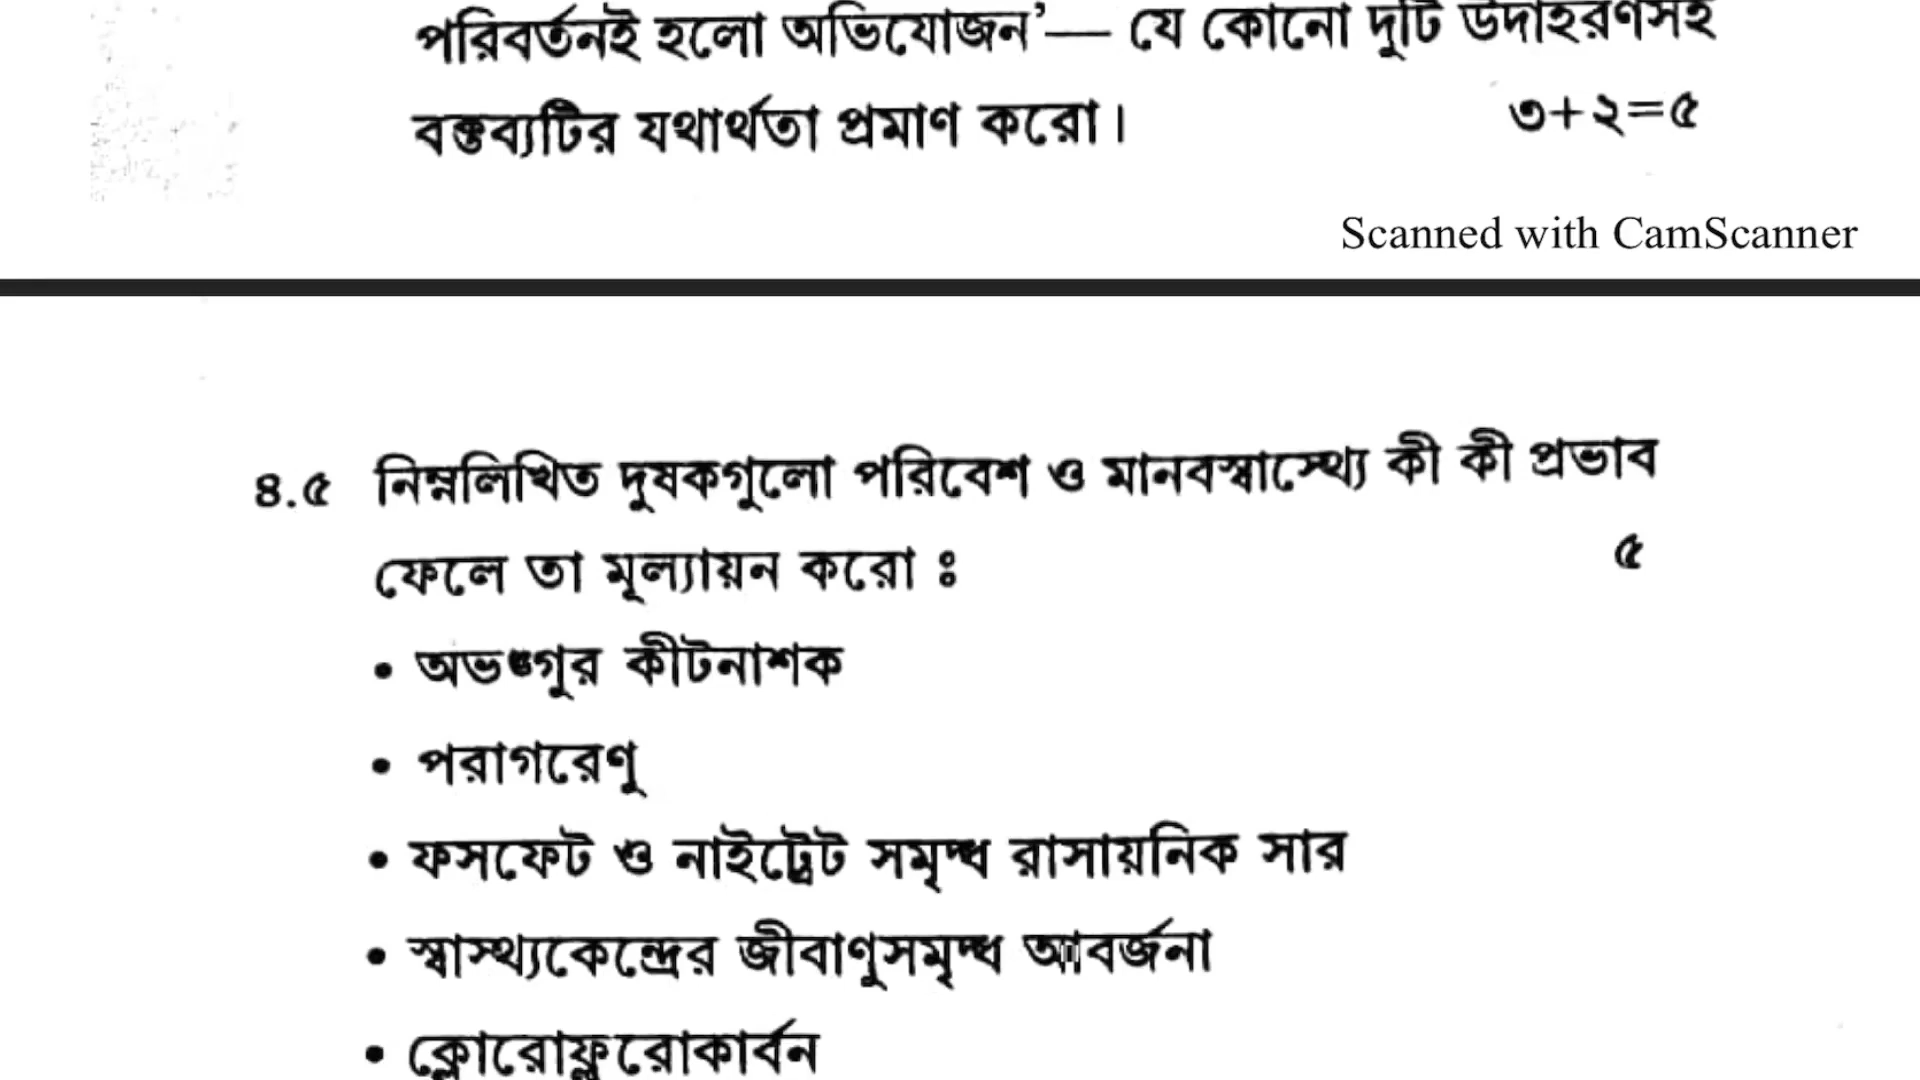 পরিবর্তনই হলো অভিযোজন’— যে কোনো দুটি উদাহরণসহ
বক্তব্যটির যথার্থতা প্রমাণ করো। ৩+২=৫
Scanned with CamScanner
৪.৫ নিম্নলিখিত দুষকগুলো পরিবেশ ও মানবস্বাস্থ্যে কী কী প্রভাব
ফেলে তা মূল্যায়ন করো ঃ ৫
• অভঙ্গুর কীটনাশক
• পরাগরেণু
• ফসফেট ও নাইট্রেট সমৃদ্ধ রাসায়নিক সার
• স্বাস্থ্যকেন্দ্রের জীবাণুসমৃদ্ধ আবর্জনা
• ক্লোরোফ্লুরোকার্বন